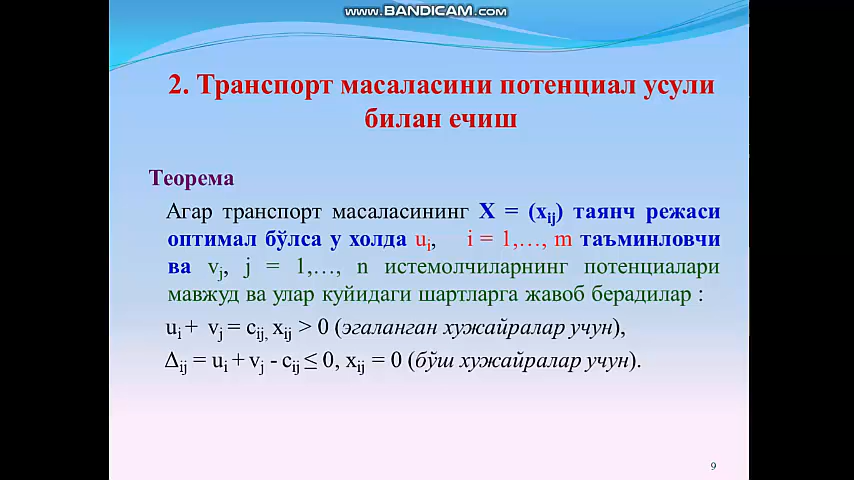 www.BANDICAM.com
2. Транспорт масаласини потенциал усули
билан ечиш
Теорема
Агар транспорт масаласининг X = (xij) таянч режаси
оптимал бўлса у холда ui, i = 1,…, m таъминловчи
ва vj, j = 1,…, n истемолчиларнинг потенциалари
мавжуд ва улар куйидаги шартларга жавоб берадилар :
ui + vj = cij, xij > 0 (эгаланган хужайралар учун),
Δij = ui + vj - cij ≤ 0, xij = 0 (бўш хужайралар учун).
9